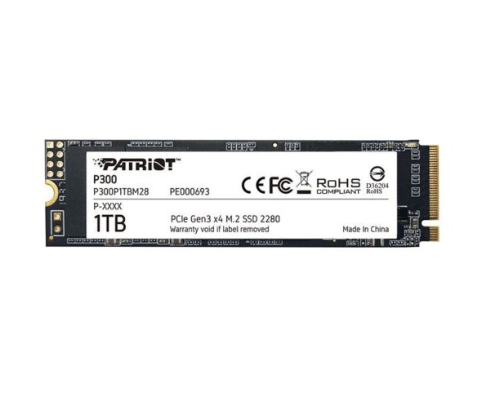 PATRIOT
P300
P300P1TBM28 PE000693
P-XXXX
1TB
PCIe Gen3 x4 M.2 SSD 2280
Warranty void if label removed
CE FC RoHS
COMPLIANT
D36204
RoHS
Made In China